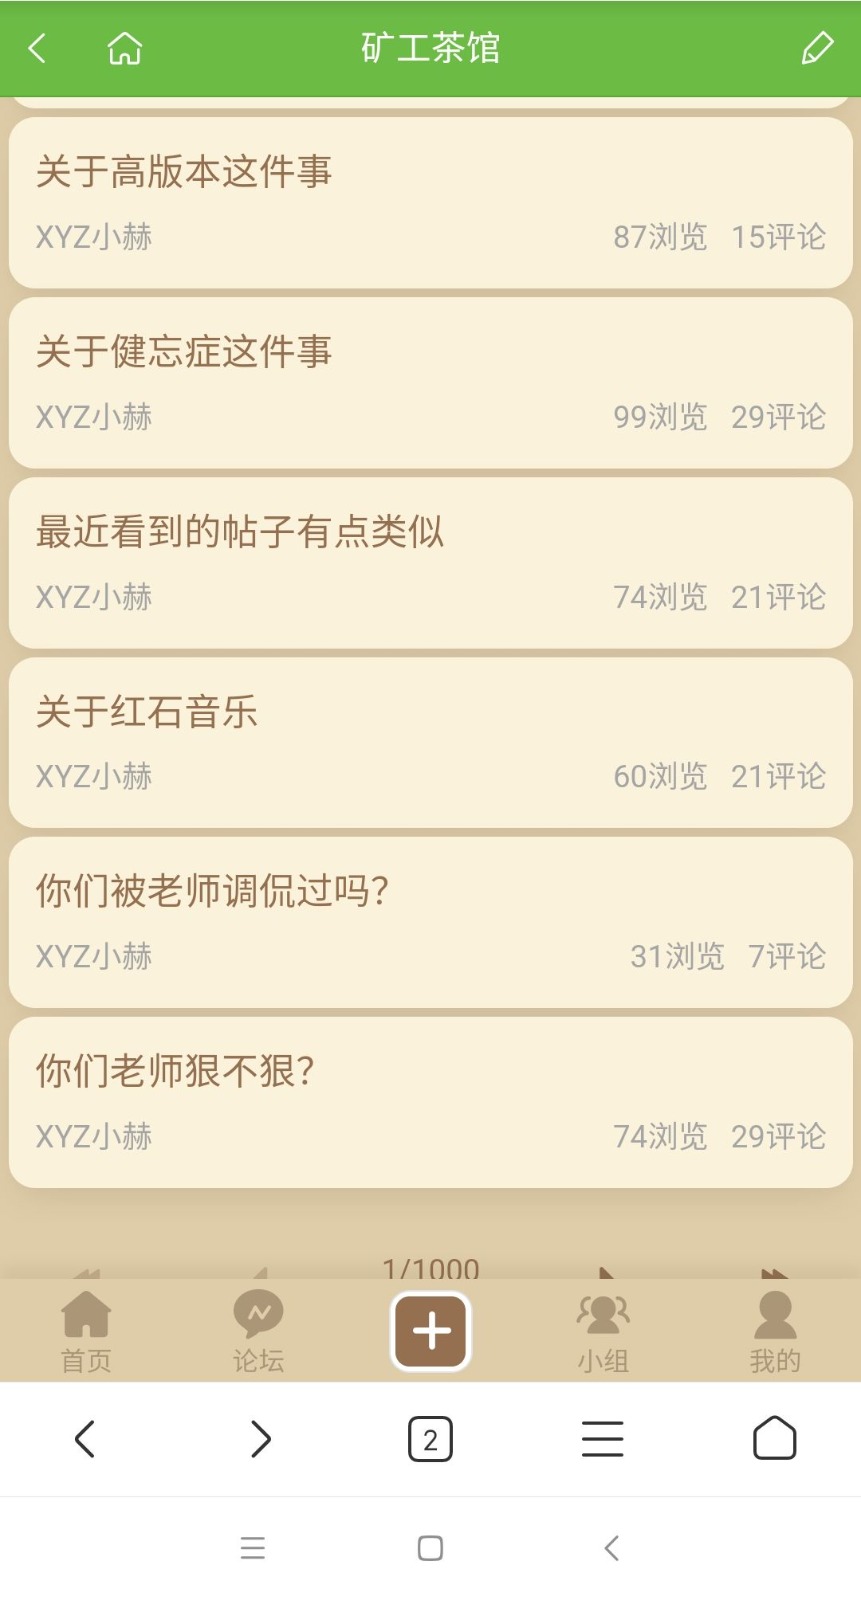 矿工茶馆
关于高版本这件事
XYZ小赫
87浏览 15评论
关于健忘症这件事
XYZ小赫
99浏览 29评论
最近看到的帖子有点类似
XYZ小赫
74浏览 21评论
关于红石音乐
XYZ小赫
60浏览 21评论
你们被老师调侃过吗？
XYZ小赫
31浏览 7评论
你们老师狠不狠？
XYZ小赫
74浏览 29评论
1/1000
首页
论坛
小组
我的
2